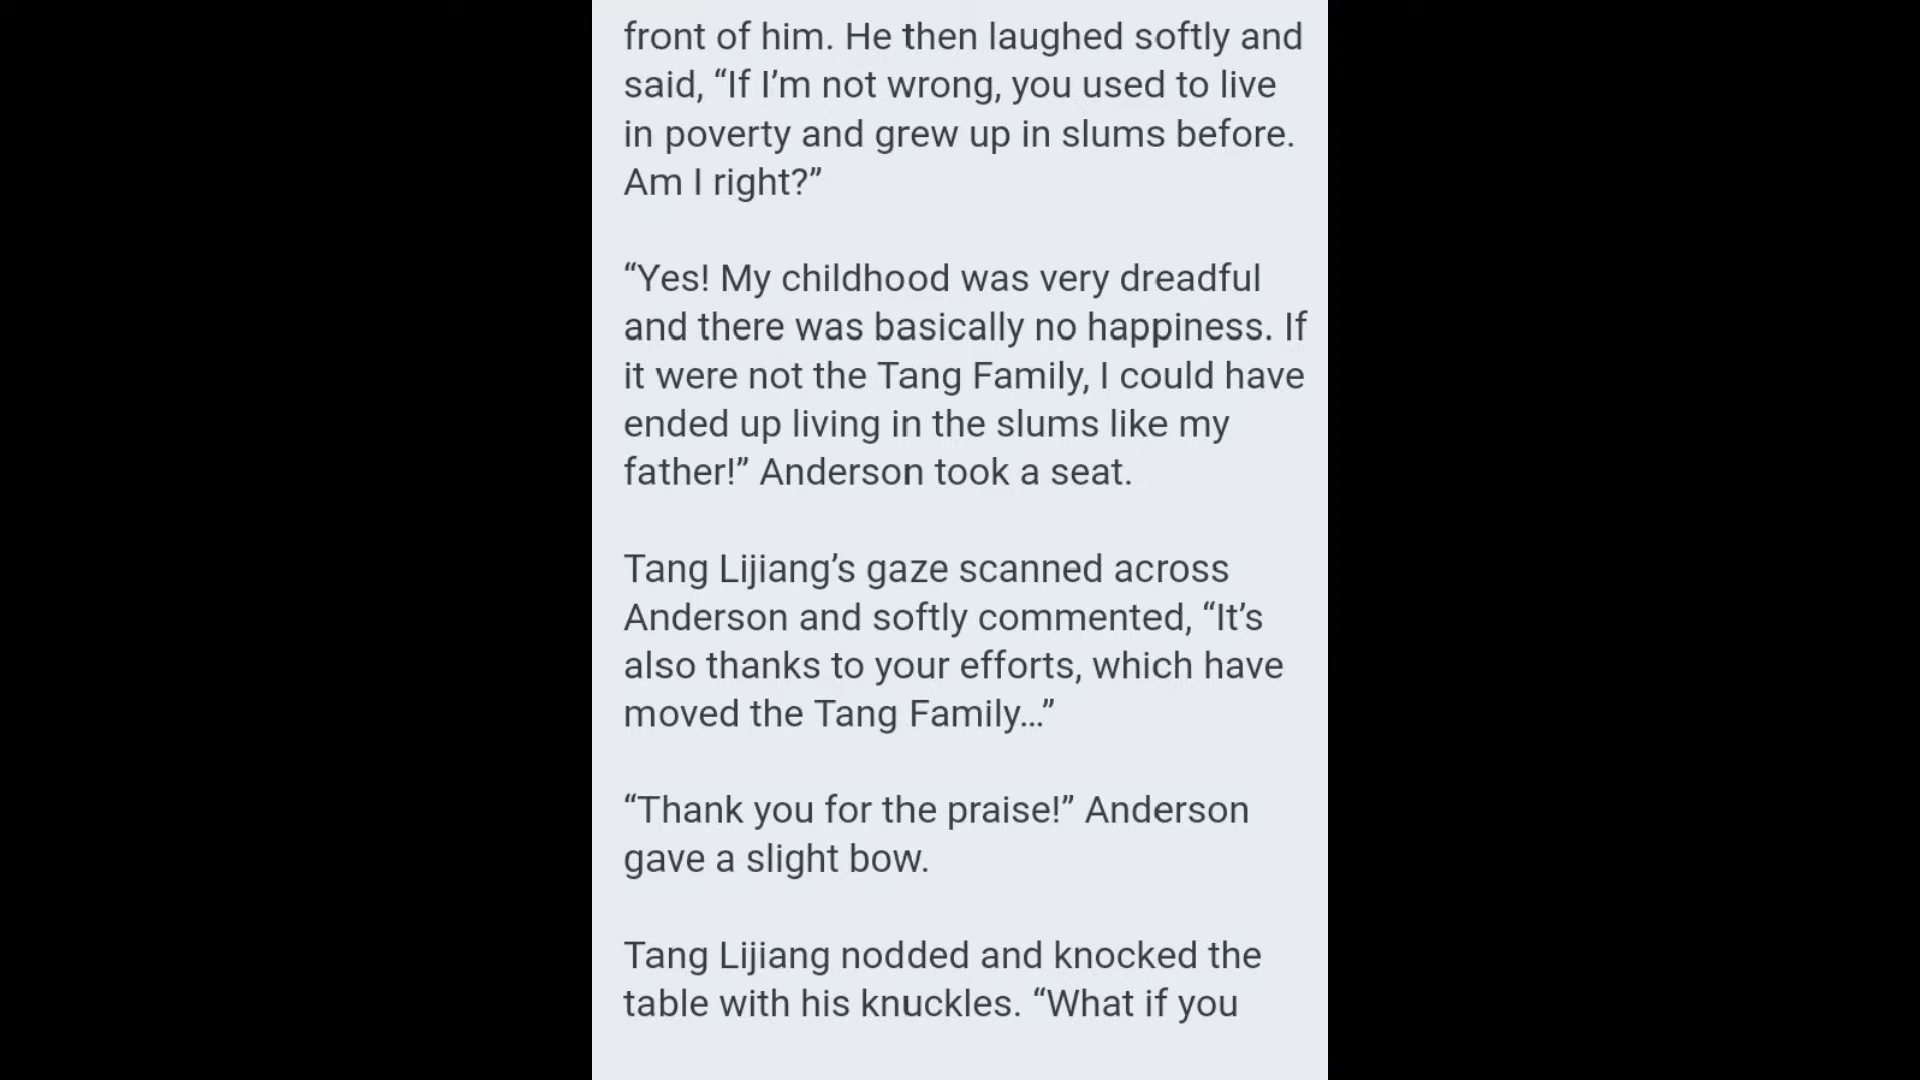 front of him. He then laughed softly and
said, “If I’m not wrong, you used to live
in poverty and grew up in slums before.
Am I right?”
“Yes! My childhood was very dreadful
and there was basically no happiness. If
it were not the Tang Family, I could have
ended up living in the slums like my
father!” Anderson took a seat.
Tang Lijiang’s gaze scanned across
Anderson and softly commented, “It’s
also thanks to your efforts, which have
moved the Tang Family…”
“Thank you for the praise!” Anderson
gave a slight bow.
Tang Lijiang nodded and knocked the
table with his knuckles. “What if you